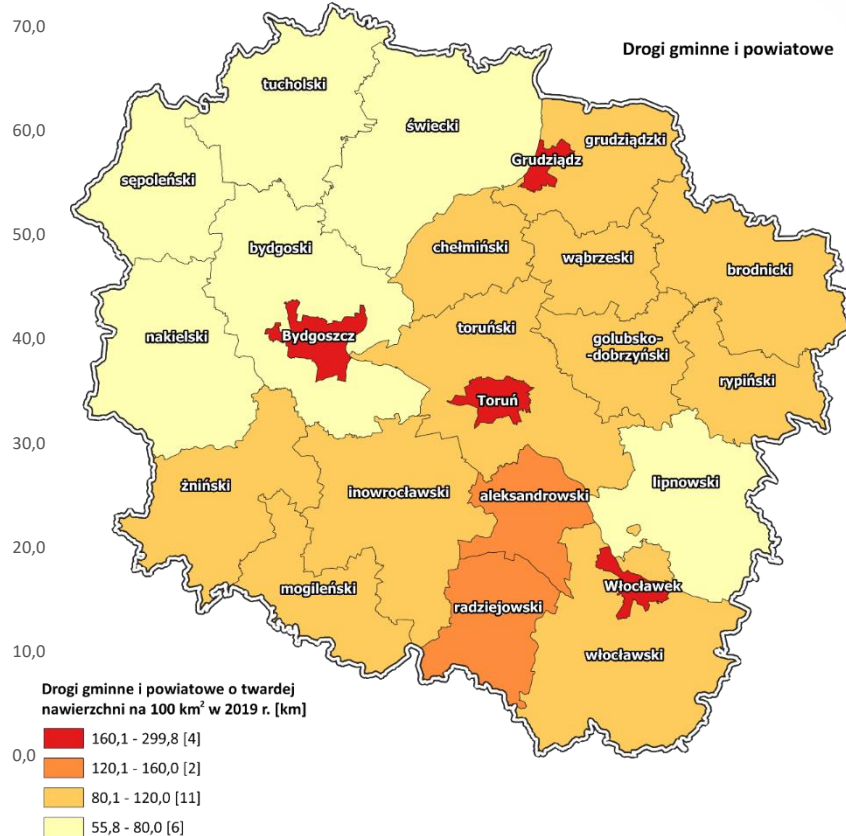 70,0
Drogi gminne i powiatowe
tucholski
świecki
60,0
grudziądzki
Grudziądz
sępoleński
50,0
bydgoski
chełmiński
wąbrzeski
brodnicki
40,0
nakielski
Bydgoszcz
toruński
golubsko-
dobrzyński
rypiński
Toruń
30,0
żniński
inowrocławski
aleksandrowski
lipnowski
20,0
mogileński
radziejowski
Włocławek
10,0
włocławski
Drogi gminne i powiatowe o twardej
nawierzchni na 100 km² w 2019 r. [km]
160,1 - 299,8 [4]
0,0
120,1 - 160,0 [2]
80,1 - 120,0 [11]
55,8 - 80,0 [6]